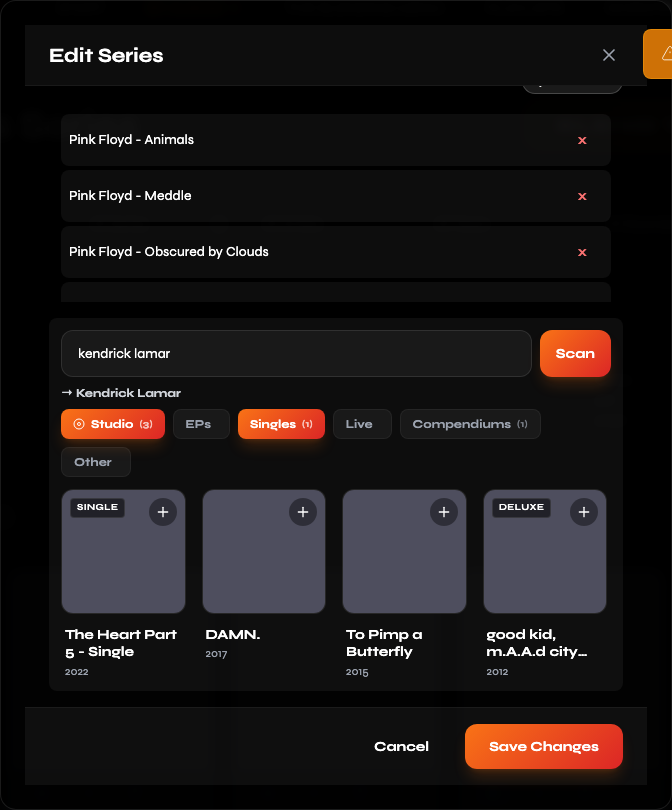 Edit Series
Pink Floyd - Animals
x
Pink Floyd - Meddle
x
Pink Floyd - Obscured by Clouds
x
kendrick lamar
Scan
→ Kendrick Lamar
Studio (3)
EPs
Singles (1)
Live
Compendiums (1)
Other
SINGLE
DELUXE
The Heart Part
5 - Single
2022
DAMN.
2017
To Pimp a
Butterfly
2015
good kid,
m.A.A.d city...
2012
Cancel
Save Changes